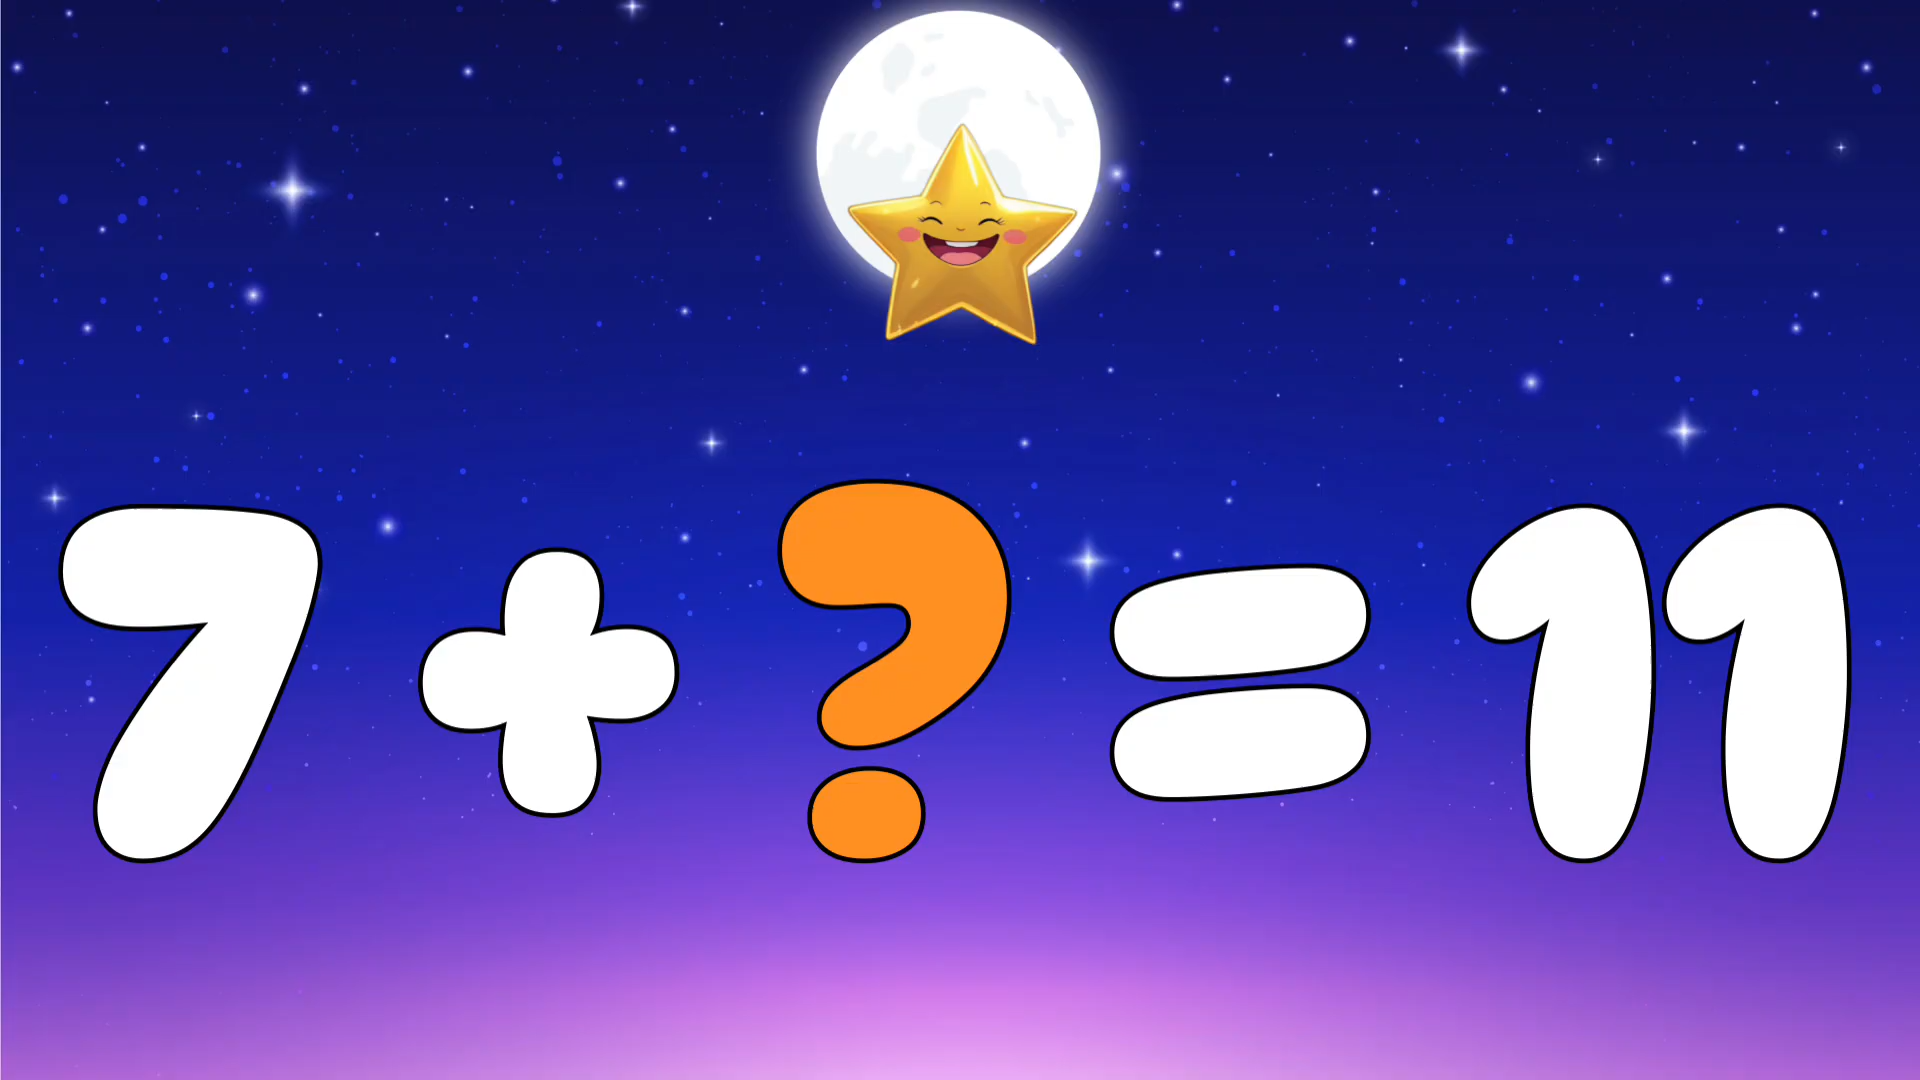 7 + ? = 11